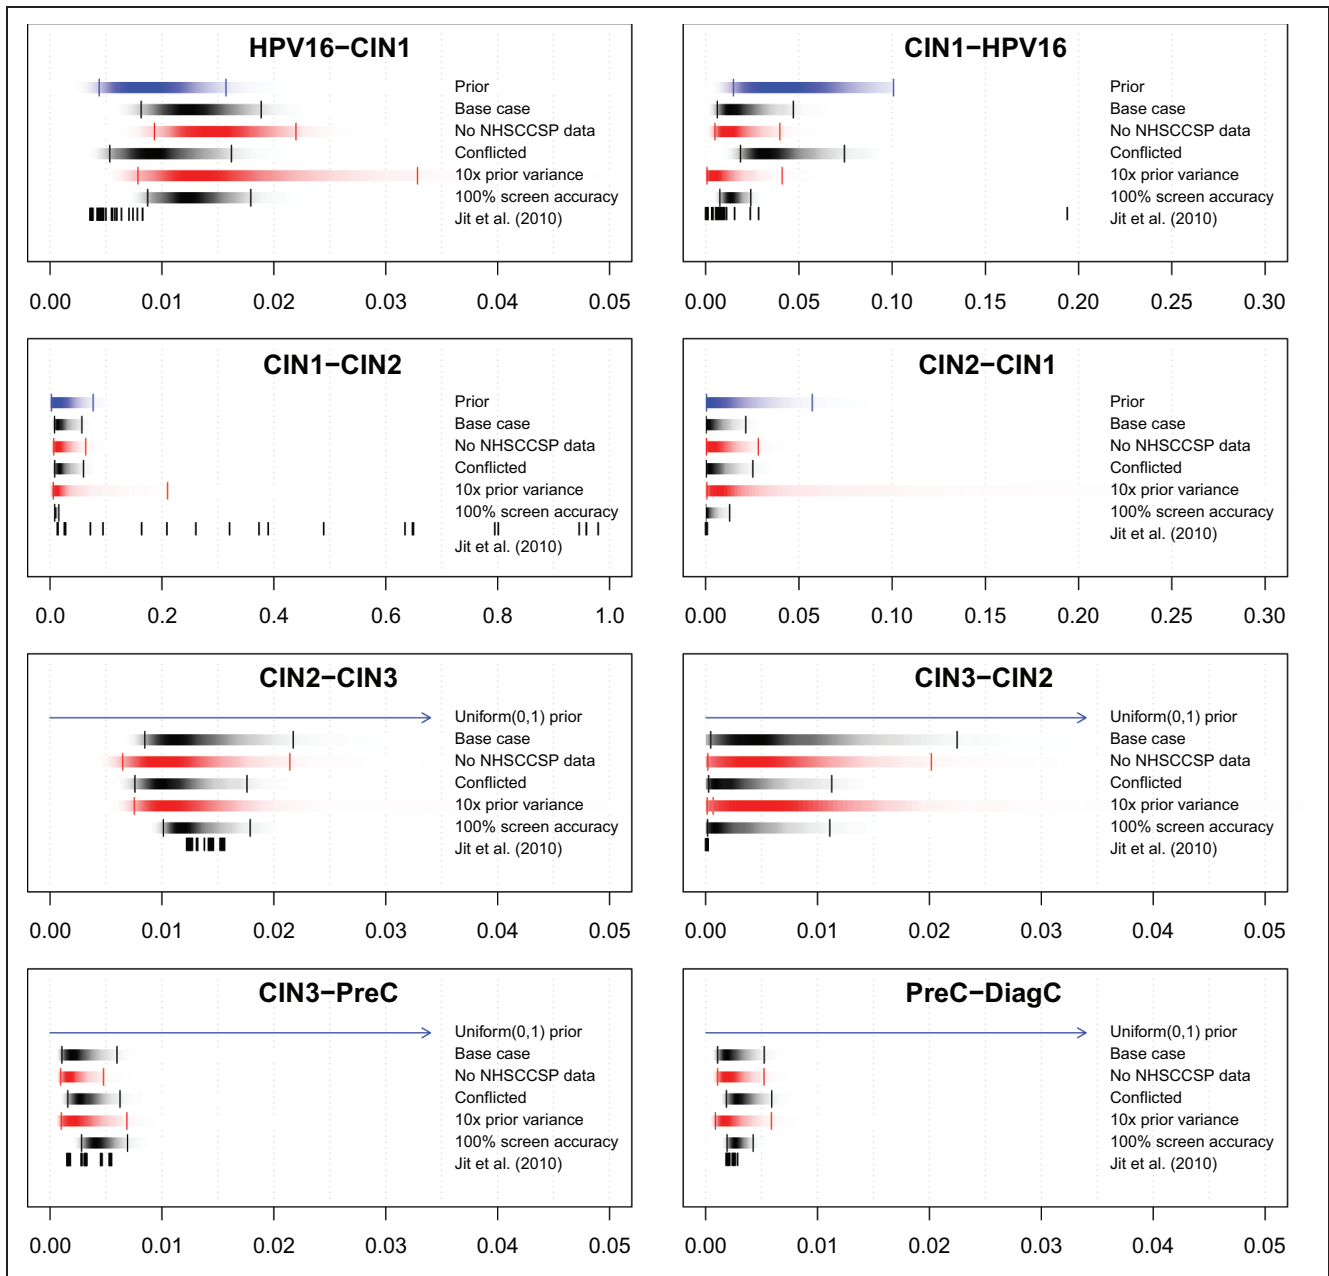 HPV16−CIN1
Prior
Base case
No NHSCCSP data
Conflicted
10x prior variance
100% screen accuracy
Jit et al. (2010)
0.00 0.01 0.02 0.03 0.04 0.05
CIN1−HPV16
Prior
Base case
No NHSCCSP data
Conflicted
10x prior variance
100% screen accuracy
Jit et al. (2010)
0.00 0.05 0.10 0.15 0.20 0.25 0.30
CIN1−CIN2
Prior
Base case
No NHSCCSP data
Conflicted
10x prior variance
100% screen accuracy
Jit et al. (2010)
0.0 0.2 0.4 0.6 0.8 1.0
CIN2−CIN1
Prior
Base case
No NHSCCSP data
Conflicted
10x prior variance
100% screen accuracy
Jit et al. (2010)
0.00 0.05 0.10 0.15 0.20 0.25 0.30
CIN2−CIN3
Uniform(0,1) prior
Base case
No NHSCCSP data
Conflicted
10x prior variance
100% screen accuracy
Jit et al. (2010)
0.00 0.01 0.02 0.03 0.04 0.05
CIN3−CIN2
Uniform(0,1) prior
Base case
No NHSCCSP data
Conflicted
10x prior variance
100% screen accuracy
Jit et al. (2010)
0.00 0.01 0.02 0.03 0.04 0.05
CIN3−PreC
Uniform(0,1) prior
Base case
No NHSCCSP data
Conflicted
10x prior variance
100% screen accuracy
Jit et al. (2010)
0.00 0.01 0.02 0.03 0.04 0.05
PreC−DiagC
Uniform(0,1) prior
Base case
No NHSCCSP data
Conflicted
10x prior variance
100% screen accuracy
Jit et al. (2010)
0.00 0.01 0.02 0.03 0.04 0.05